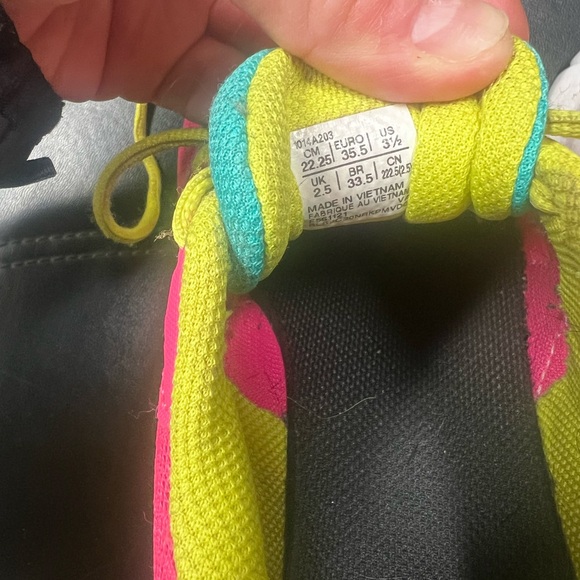 1014A203
CM EURO US
22.25 35.5 3½
UK BR CN
2.5 33.5 222.5(2.5)
MADE IN VIETNAM
FABRIQUE AU VIETNAM